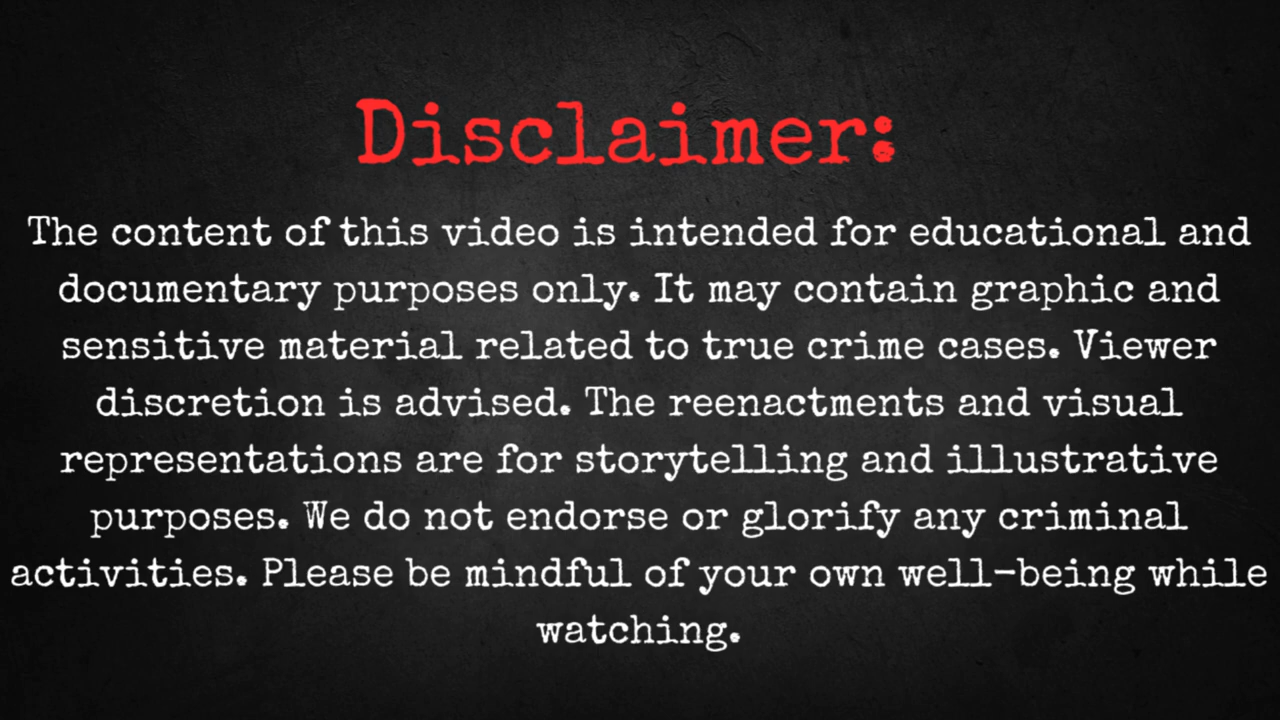 Disclaimer:
The content of this video is intended for educational and
documentary purposes only. It may contain graphic and
sensitive material related to true crime cases. Viewer
discretion is advised. The reenactments and visual
representations are for storytelling and illustrative
purposes. We do not endorse or glorify any criminal
activities. Please be mindful of your own well-being while
watching.